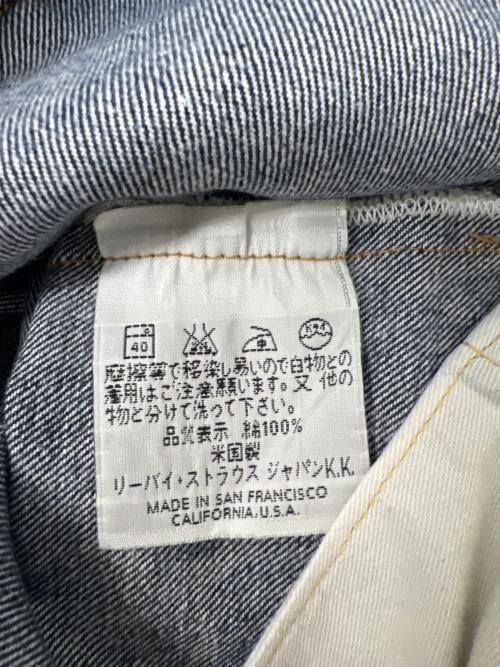 40
ドライ
摩擦等で移染し易いので白物との
着用はご注意願います。又 他の
物と分けて洗って下さい。
品質表示 綿100%
米国製
リーバイ・ストラウス ジャパンK.K.
MADE IN SAN FRANCISCO
CALIFORNIA, U.S.A.